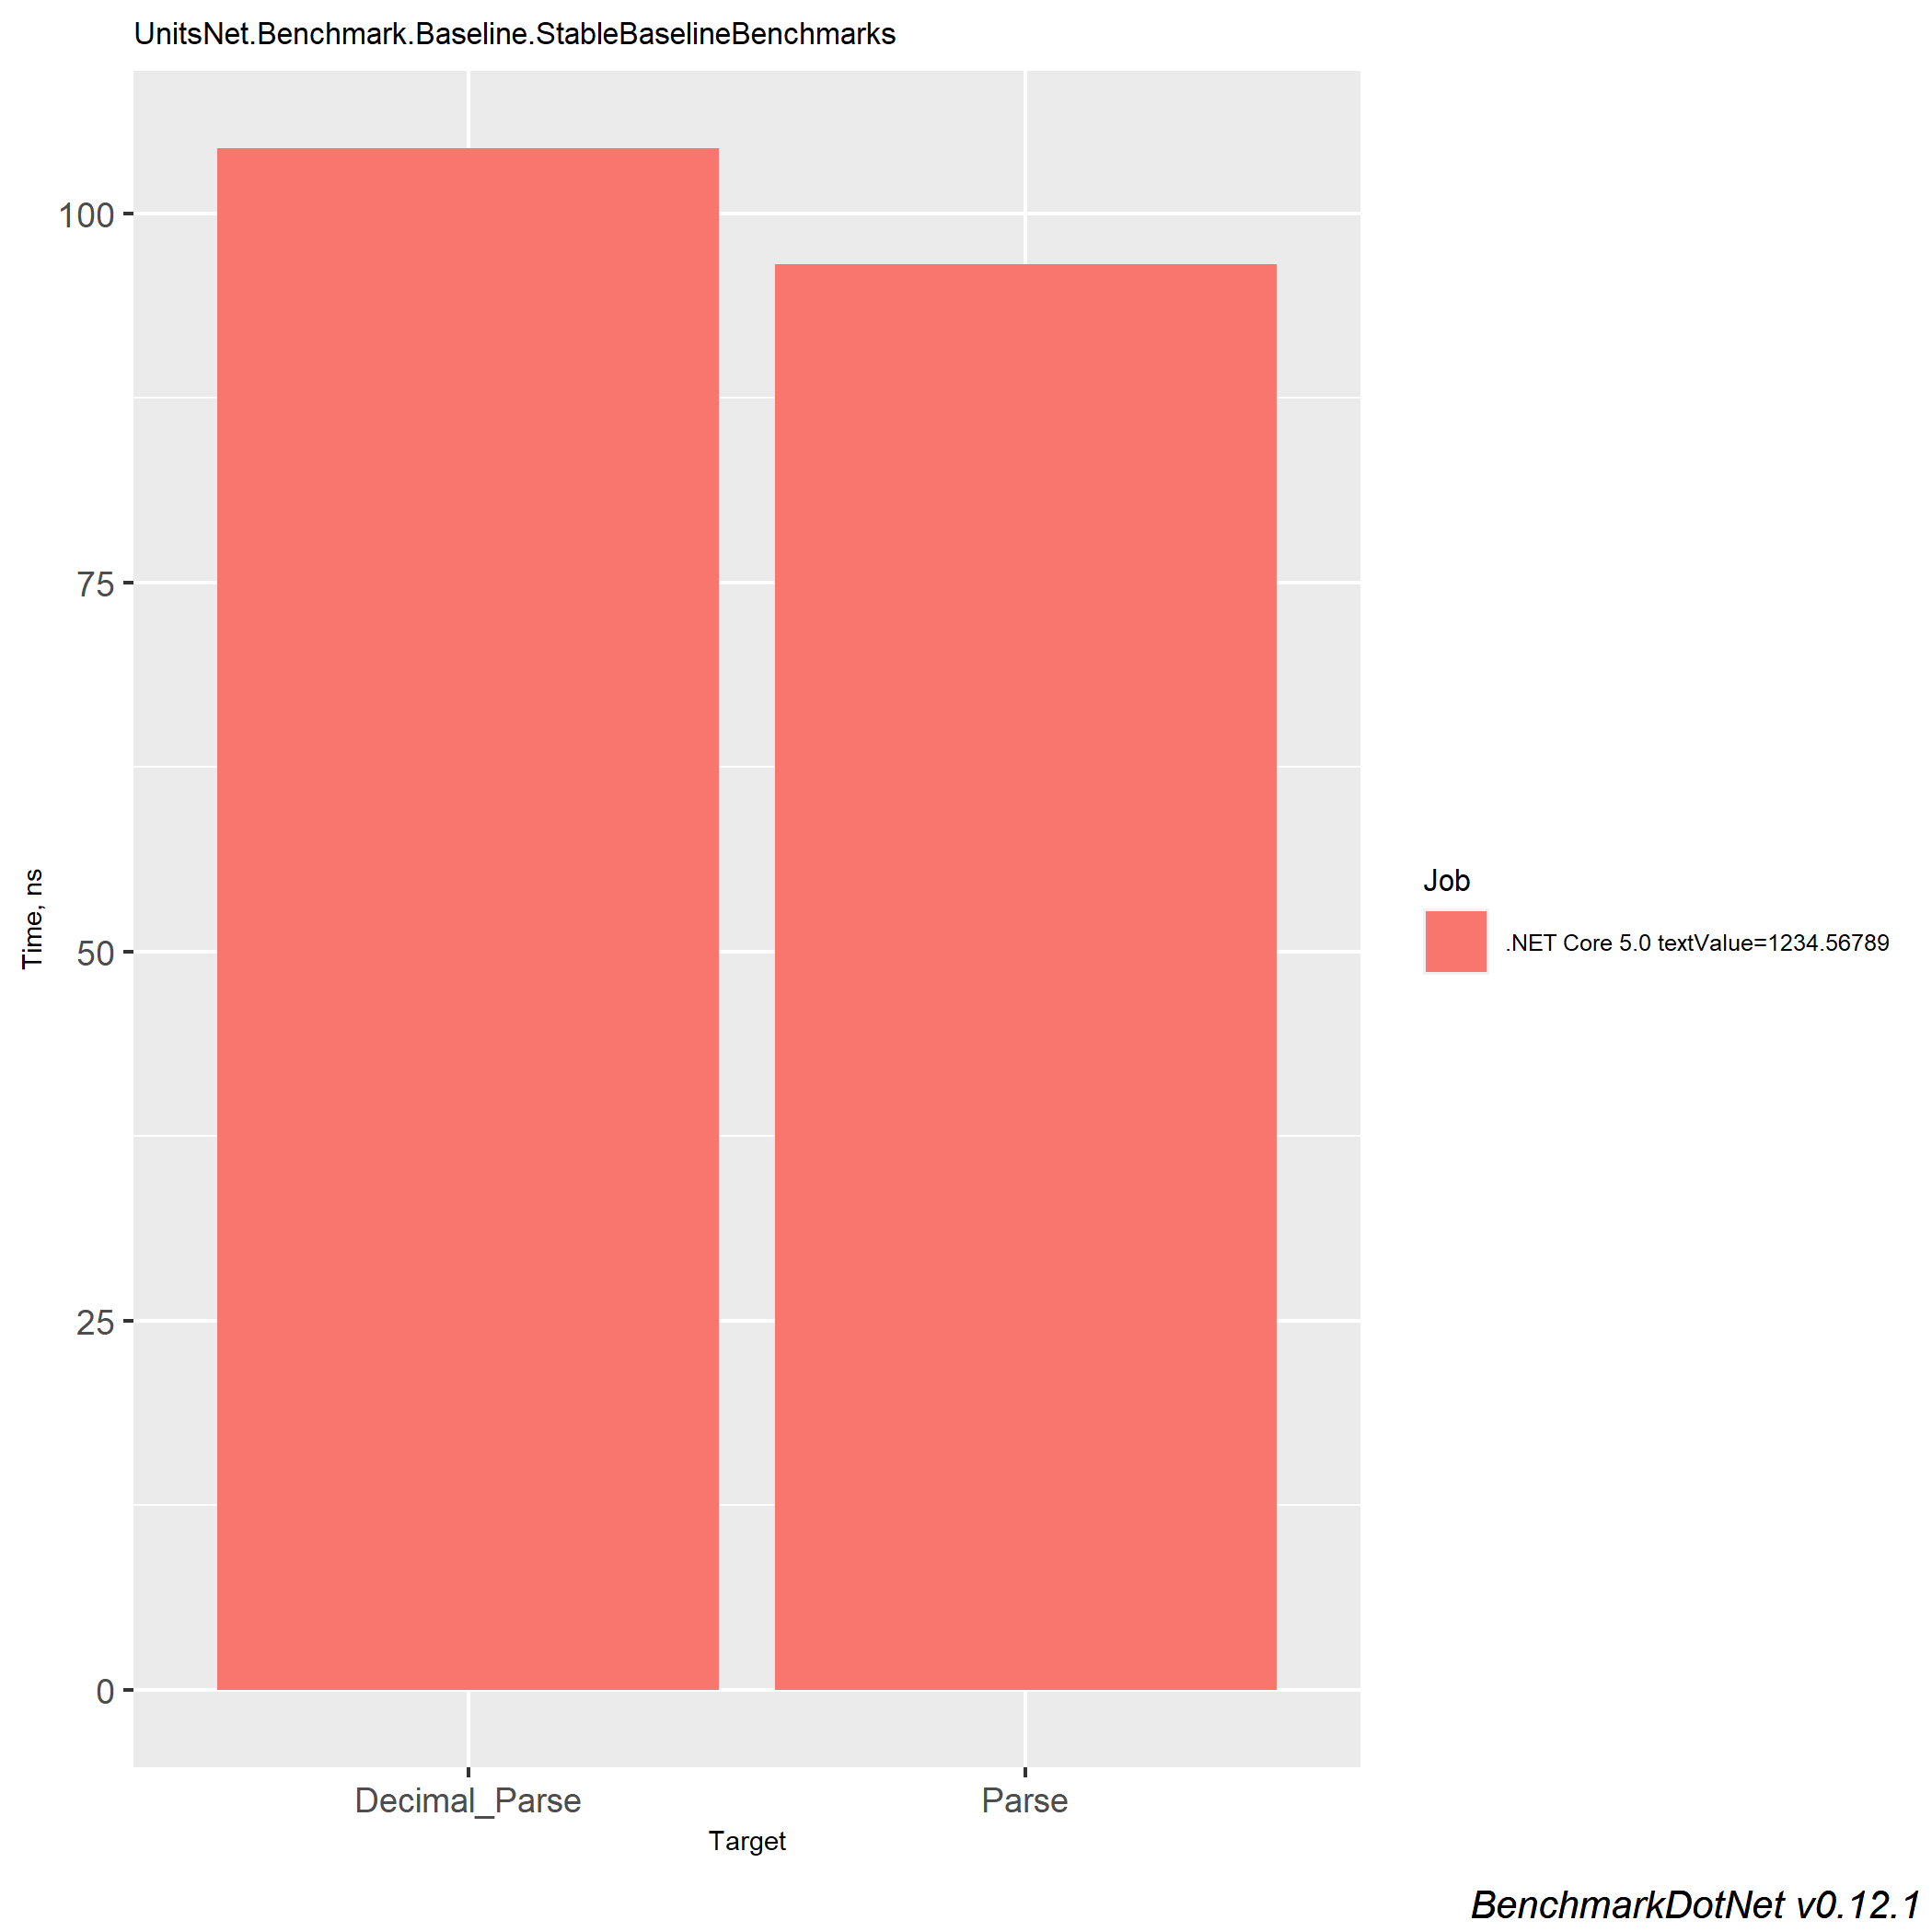 UnitsNet.Benchmark.Baseline.StableBaselineBenchmarks
100
75
50
25
0
Time, ns
Decimal_Parse
Parse
Target
Job
.NET Core 5.0 textValue=1234.56789
BenchmarkDotNet v0.12.1